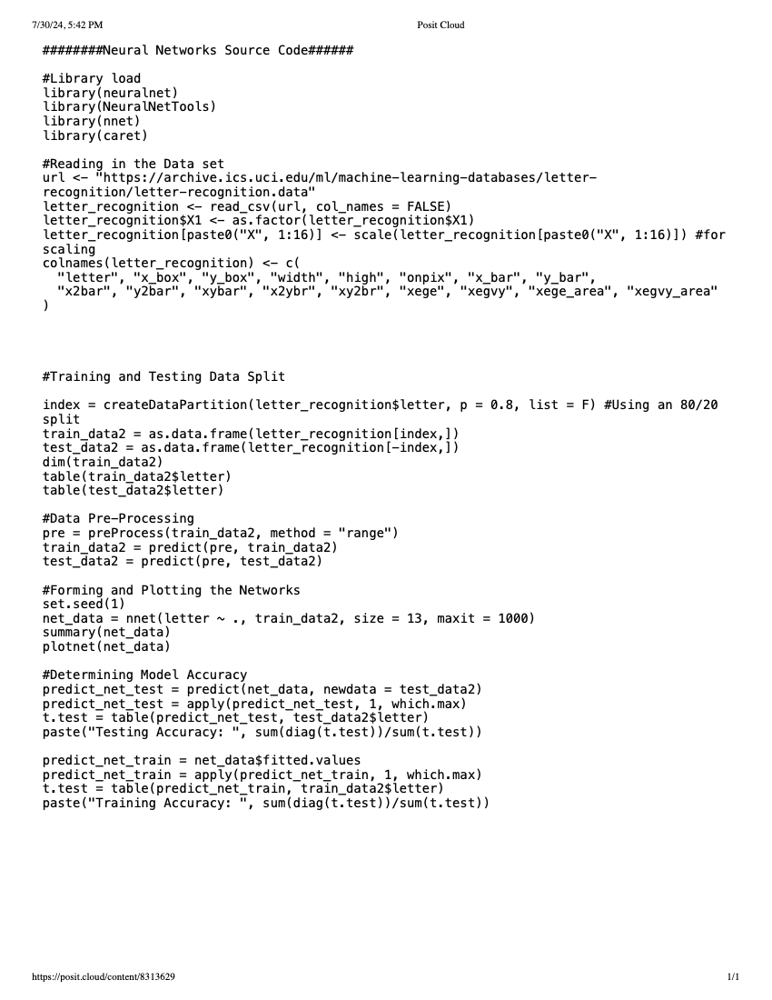 7/30/24, 5:42 PM
Posit Cloud
########Neural Networks Source Code######
#Library load
library(neuralnet)
library(NeuralNetTools)
library(nnet)
library(caret)
#Reading in the Data set
url <- "https://archive.ics.uci.edu/ml/machine-learning-databases/letter-
recognition/letter-recognition.data"
letter_recognition <- read_csv(url, col_names = FALSE)
letter_recognition$X1 <- as.factor(letter_recognition$X1)
letter_recognition[paste0("X", 1:16)] <- scale(letter_recognition[paste0("X", 1:16)]) #for
scaling
colnames(letter_recognition) <- c(
  "letter", "x_box", "y_box", "width", "high", "onpix", "x_bar", "y_bar",
  "x2bar", "y2bar", "xybar", "x2ybr", "xy2br", "xege", "xegvy", "xege_area", "xegvy_area"
)
#Training and Testing Data Split
index = createDataPartition(letter_recognition$letter, p = 0.8, list = F) #Using an 80/20
split
train_data2 = as.data.frame(letter_recognition[index,])
test_data2 = as.data.frame(letter_recognition[-index,])
dim(train_data2)
table(train_data2$letter)
table(test_data2$letter)
#Data Pre-Processing
pre = preProcess(train_data2, method = "range")
train_data2 = predict(pre, train_data2)
test_data2 = predict(pre, test_data2)
#Forming and Plotting the Networks
set.seed(1)
net_data = nnet(letter ~ ., train_data2, size = 13, maxit = 1000)
summary(net_data)
plotnet(net_data)
#Determining Model Accuracy
predict_net_test = predict(net_data, newdata = test_data2)
predict_net_test = apply(predict_net_test, 1, which.max)
t.test = table(predict_net_test, test_data2$letter)
paste("Testing Accuracy: ", sum(diag(t.test))/sum(t.test))
predict_net_train = net_data$fitted.values
predict_net_train = apply(predict_net_train, 1, which.max)
t.test = table(predict_net_train, train_data2$letter)
paste("Training Accuracy: ", sum(diag(t.test))/sum(t.test))
https://posit.cloud/content/8313629
1/1